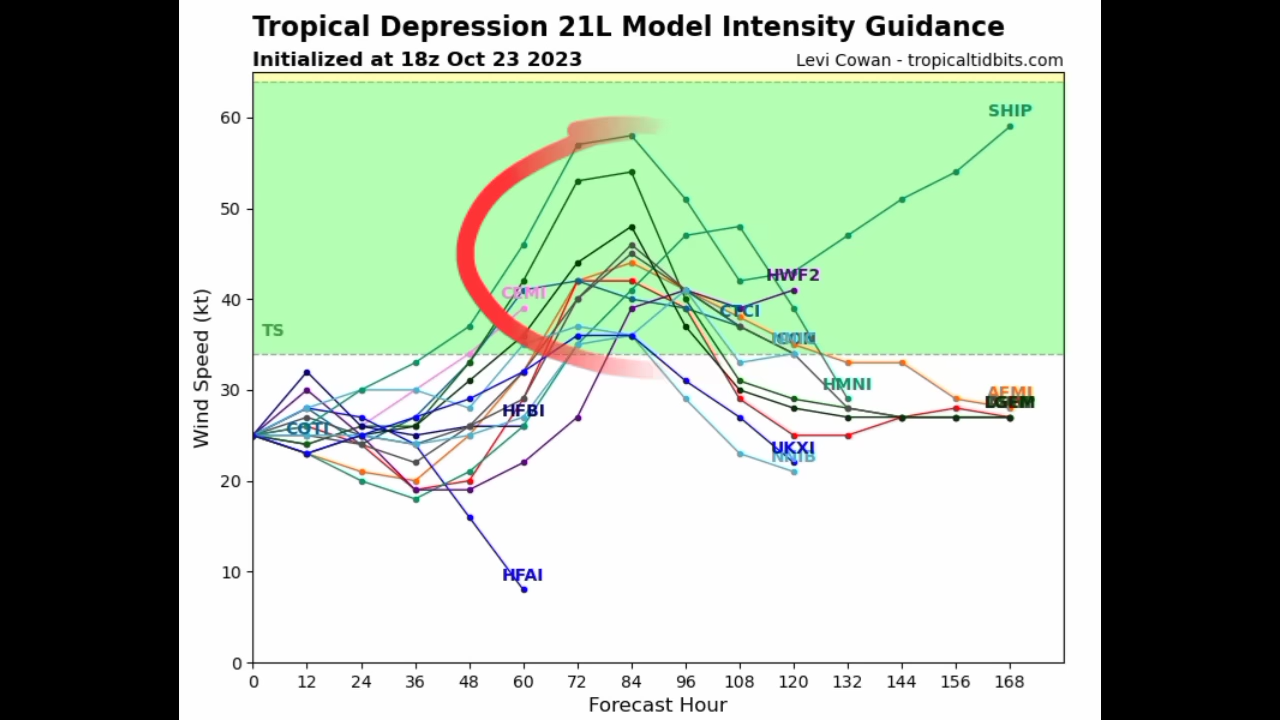 Tropical Depression 21L Model Intensity Guidance
Initialized at 18z Oct 23 2023
Levi Cowan - tropicaltidbits.com
60
SHIP
50
HWF2
40
CEMI
CTCI
TS
30
HMNI
AEMI
HFBI
COTI
UKXI
NNIB
20
10
HFAI
0
Wind Speed (kt)
0 12 24 36 48 60 72 84 96 108 120 132 144 156 168
Forecast Hour